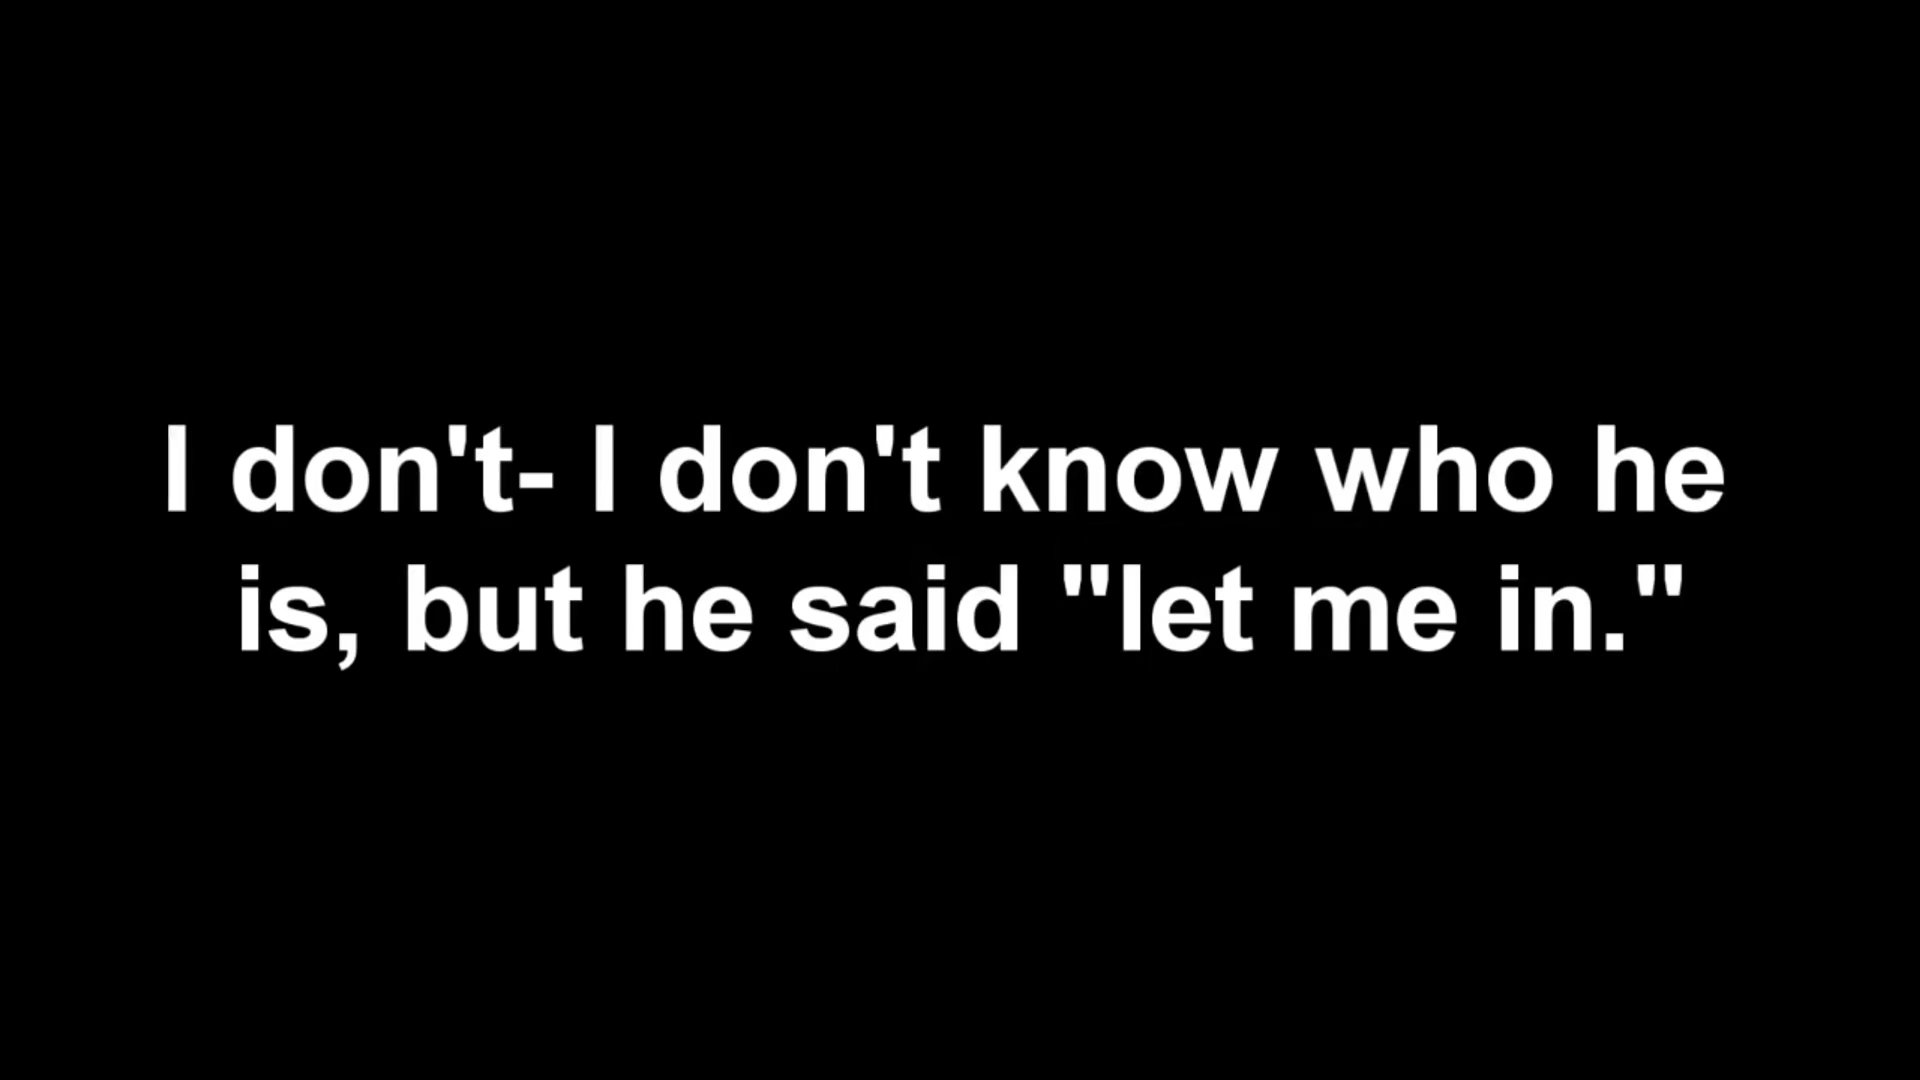 I don't- I don't know who he
is, but he said "let me in."